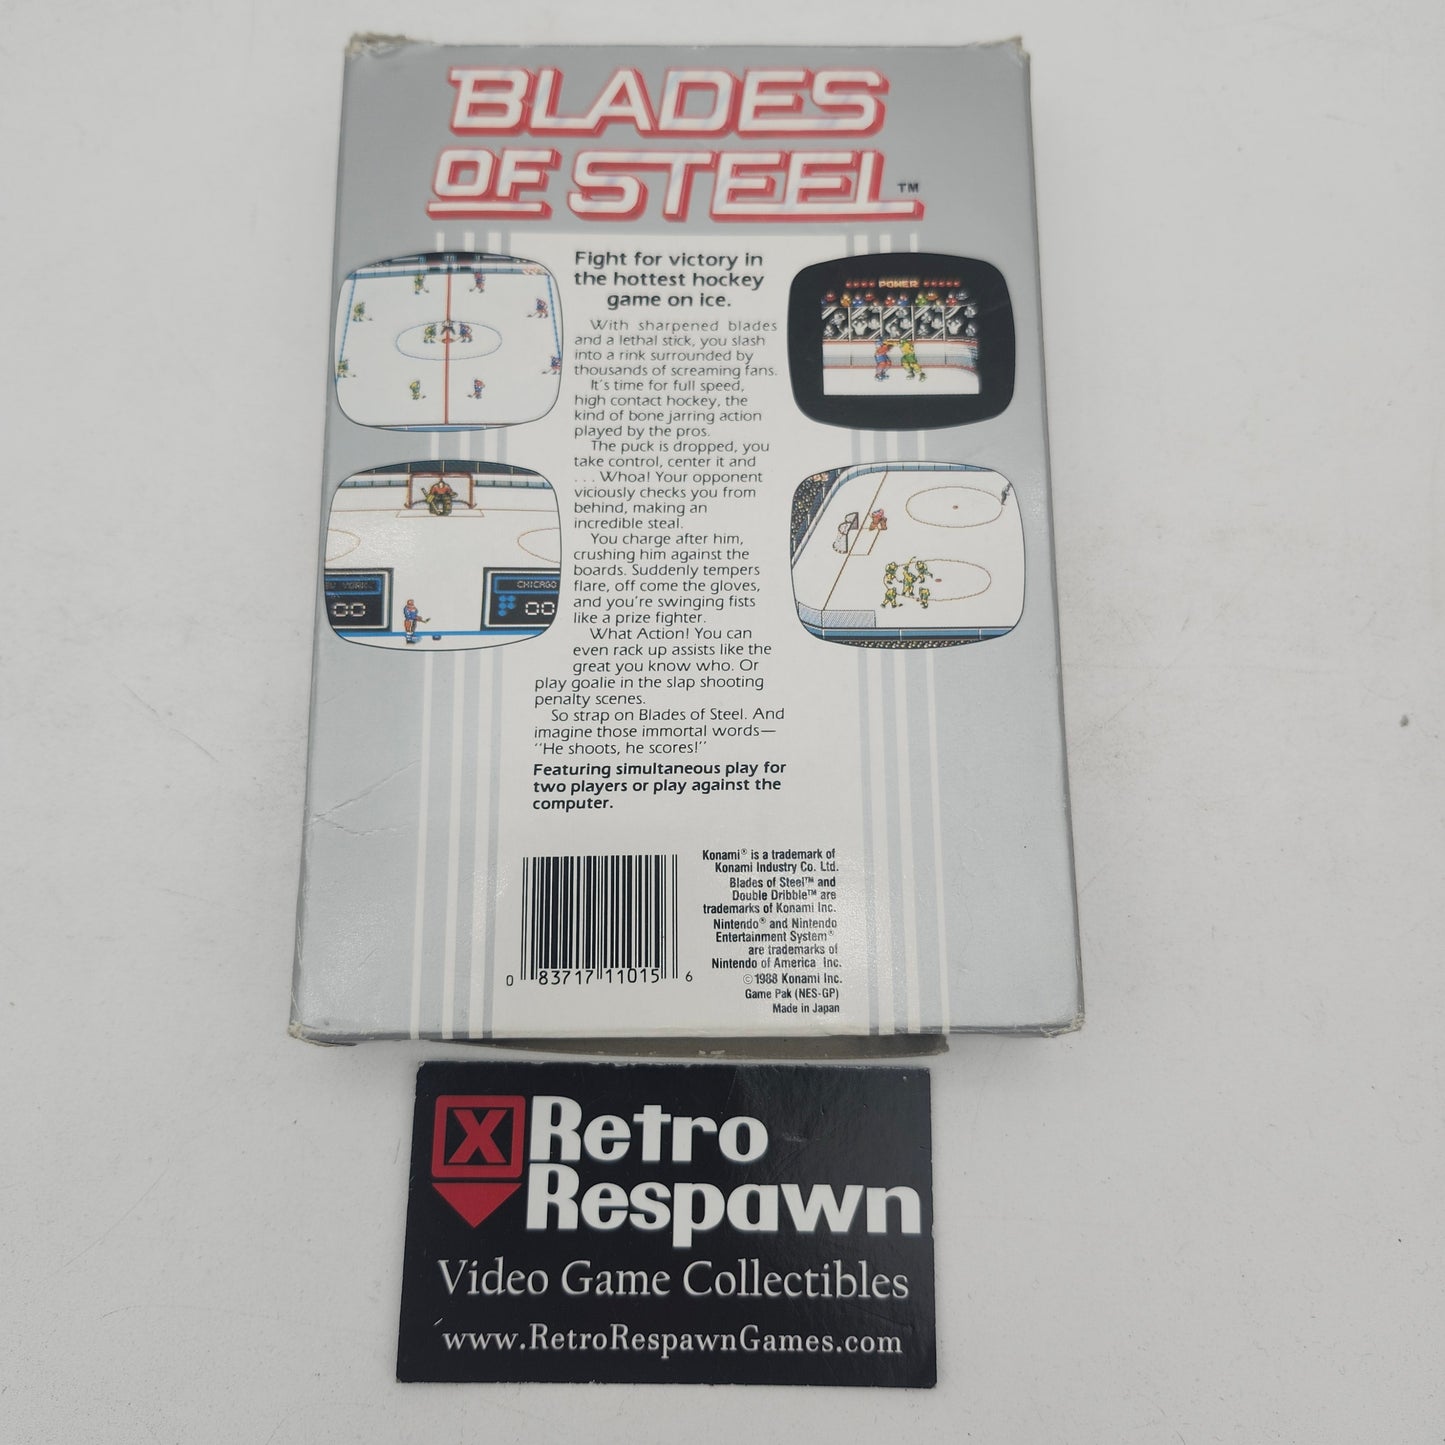 BLADES
OF STEEL™
Fight for victory in
the hottest hockey
game on ice.
With sharpened blades
and a lethal stick, you slash
into a rink surrounded by
thousands of screaming fans.
It's time for full speed,
high contact hockey, the
kind of bone jarring action
played by the pros.
The puck is dropped, you
take control, center it and
. . . Whoa! Your opponent
viciously checks you from
behind, making an
incredible steal.
You charge after him,
crushing him against the
boards. Suddenly tempers
flare, off come the gloves,
and you're swinging fists
like a prize fighter.
What Action! You can
even rack up assists like the
great you know who. Or
play goalie in the slap shooting
penalty scenes.
So strap on Blades of Steel. And
imagine those immortal words—
"He shoots, he scores!"
Featuring simultaneous play for
two players or play against the
computer.
POWER
YORK
00
CHICAGO
00
0 83717 11015 6
Konami® is a trademark of
Konami Industry Co. Ltd.
Blades of Steel™ and
Double Dribble™ are
trademarks of Konami Inc.
Nintendo® and Nintendo
Entertainment System®
are trademarks of
Nintendo of America Inc.
©1988 Konami Inc.
Game Pak (NES-GP)
Made in Japan
X Retro
Respawn
Video Game Collectibles
www.RetroRespawnGames.com